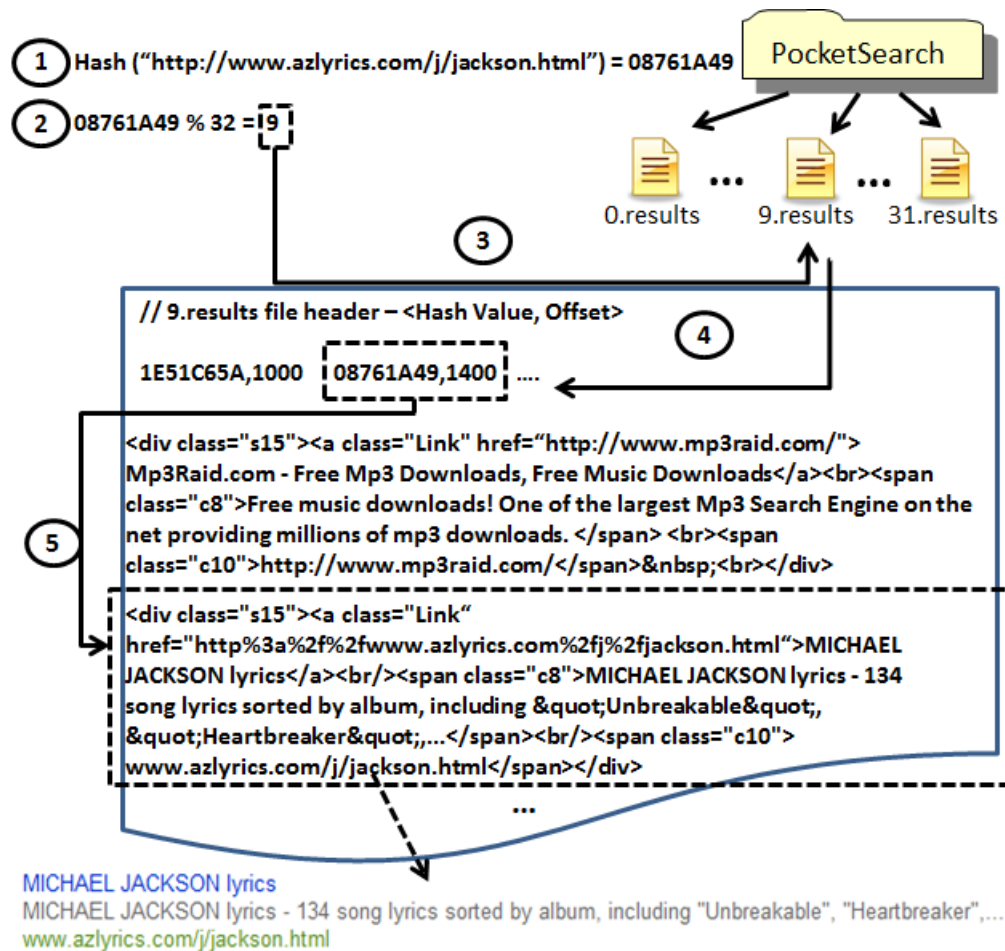 1 Hash (“http://www.azlyrics.com/j/jackson.html”) = 08761A49
PocketSearch
2 08761A49 % 32 = 9
... ...
0.results 9.results 31.results
3
// 9.results file header – <Hash Value, Offset>
4
1E51C65A,1000 08761A49,1400 ....
<div class="s15"><a class="Link" href=“http://www.mp3raid.com/">
Mp3Raid.com - Free Mp3 Downloads, Free Music Downloads</a><br><span
class="c8">Free music downloads! One of the largest Mp3 Search Engine on the
net providing millions of mp3 downloads. </span> <br><span
class="c10">http://www.mp3raid.com/</span>&nbsp;<br></div>
5
<div class="s15"><a class="Link“
href="http%3a%2f%2fwww.azlyrics.com%2fj%2fjackson.html“>MICHAEL
JACKSON lyrics</a><br/><span class="c8">MICHAEL JACKSON lyrics - 134
song lyrics sorted by album, including &quot;Unbreakable&quot;,
&quot;Heartbreaker&quot;,...</span><br/><span class="c10">
www.azlyrics.com/j/jackson.html</span></div>
...
MICHAEL JACKSON lyrics
MICHAEL JACKSON lyrics - 134 song lyrics sorted by album, including "Unbreakable", "Heartbreaker",...
www.azlyrics.com/j/jackson.html